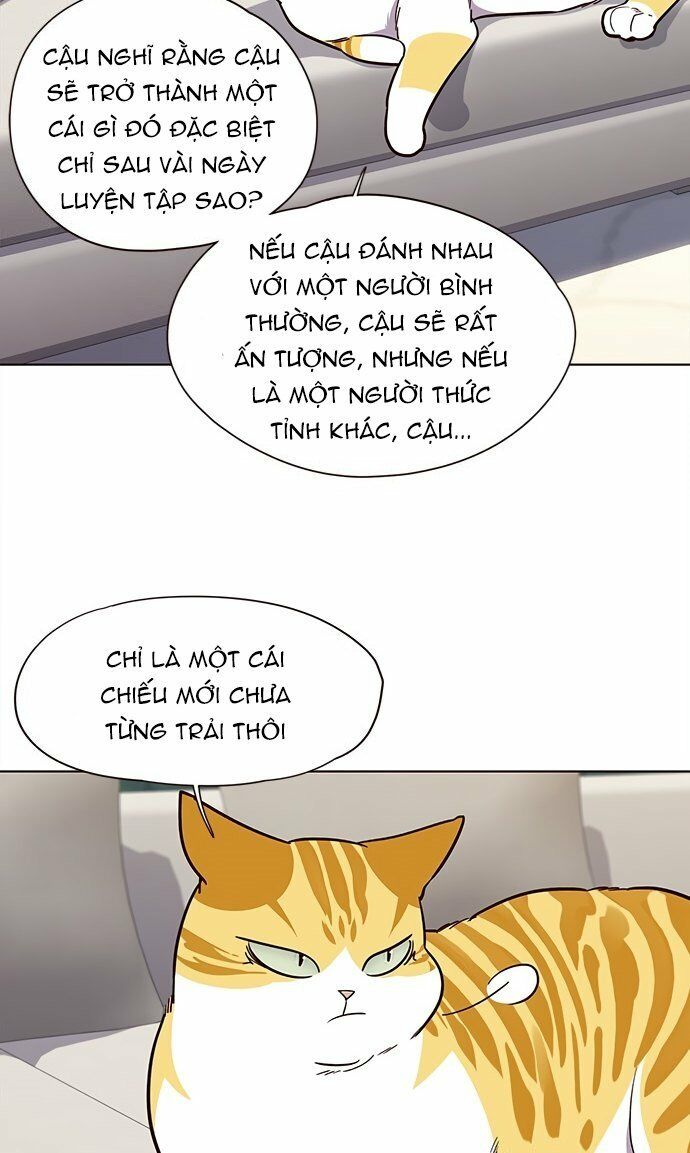 CẬU NGHĨ RẰNG CẬU
SẼ TRỞ THÀNH MỘT
CÁI GÌ ĐÓ ĐẶC BIỆT
CHỈ SAU VÀI NGÀY
LUYỆN TẬP SAO?
NẾU CẬU ĐÁNH NHAU
VỚI MỘT NGƯỜI BÌNH
THƯỜNG, CẬU SẼ RẤT
ẤN TƯỢNG, NHƯNG NẾU
LÀ MỘT NGƯỜI THỨC
TỈNH KHÁC, CẬU...
CHỈ LÀ MỘT CÁI
CHIẾU MỚI CHƯA
TỪNG TRẢI THÔI